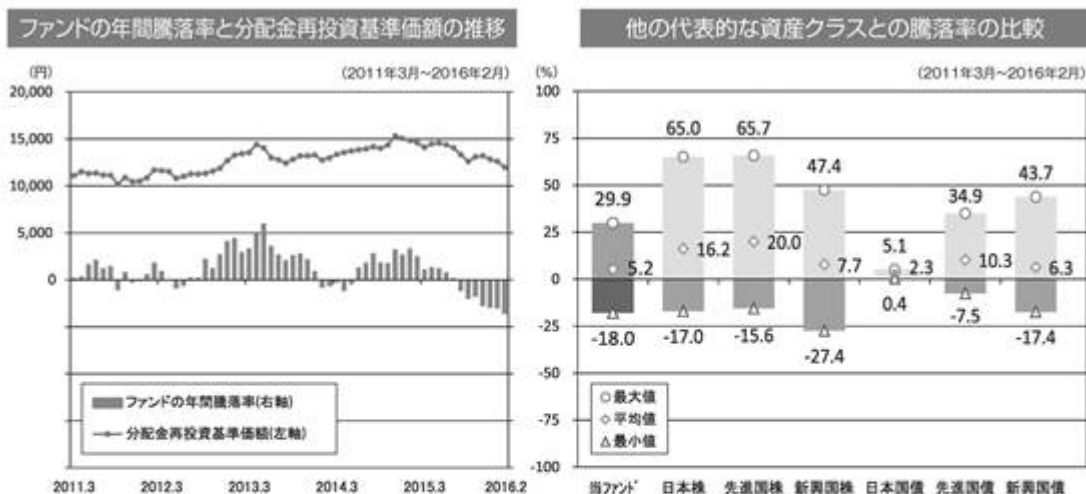 ファンドの年間騰落率と分配金再投資基準価額の推移
(円)
(2011年3月～2016年2月)
20,000
15,000
10,000
5,000
0
ファンドの年間騰落率(右軸)
分配金再投資基準価額(左軸)
2011.3 2012.3 2013.3 2014.3 2015.3 2016.2
他の代表的な資産クラスとの騰落率の比較
(%)
(2011年3月～2016年2月)
100
75
50
25
0
-25
-50
-75
-100
29.9 65.0 65.7 47.4 5.1 34.9 43.7
5.2 16.2 20.0 7.7 2.3 10.3 6.3
-18.0 -17.0 -15.6 -27.4 0.4 -7.5 -17.4
最大値
平均値
最小値
当ファンド 日本株 先進国株 新興国株 日本国債 先進国債 新興国債